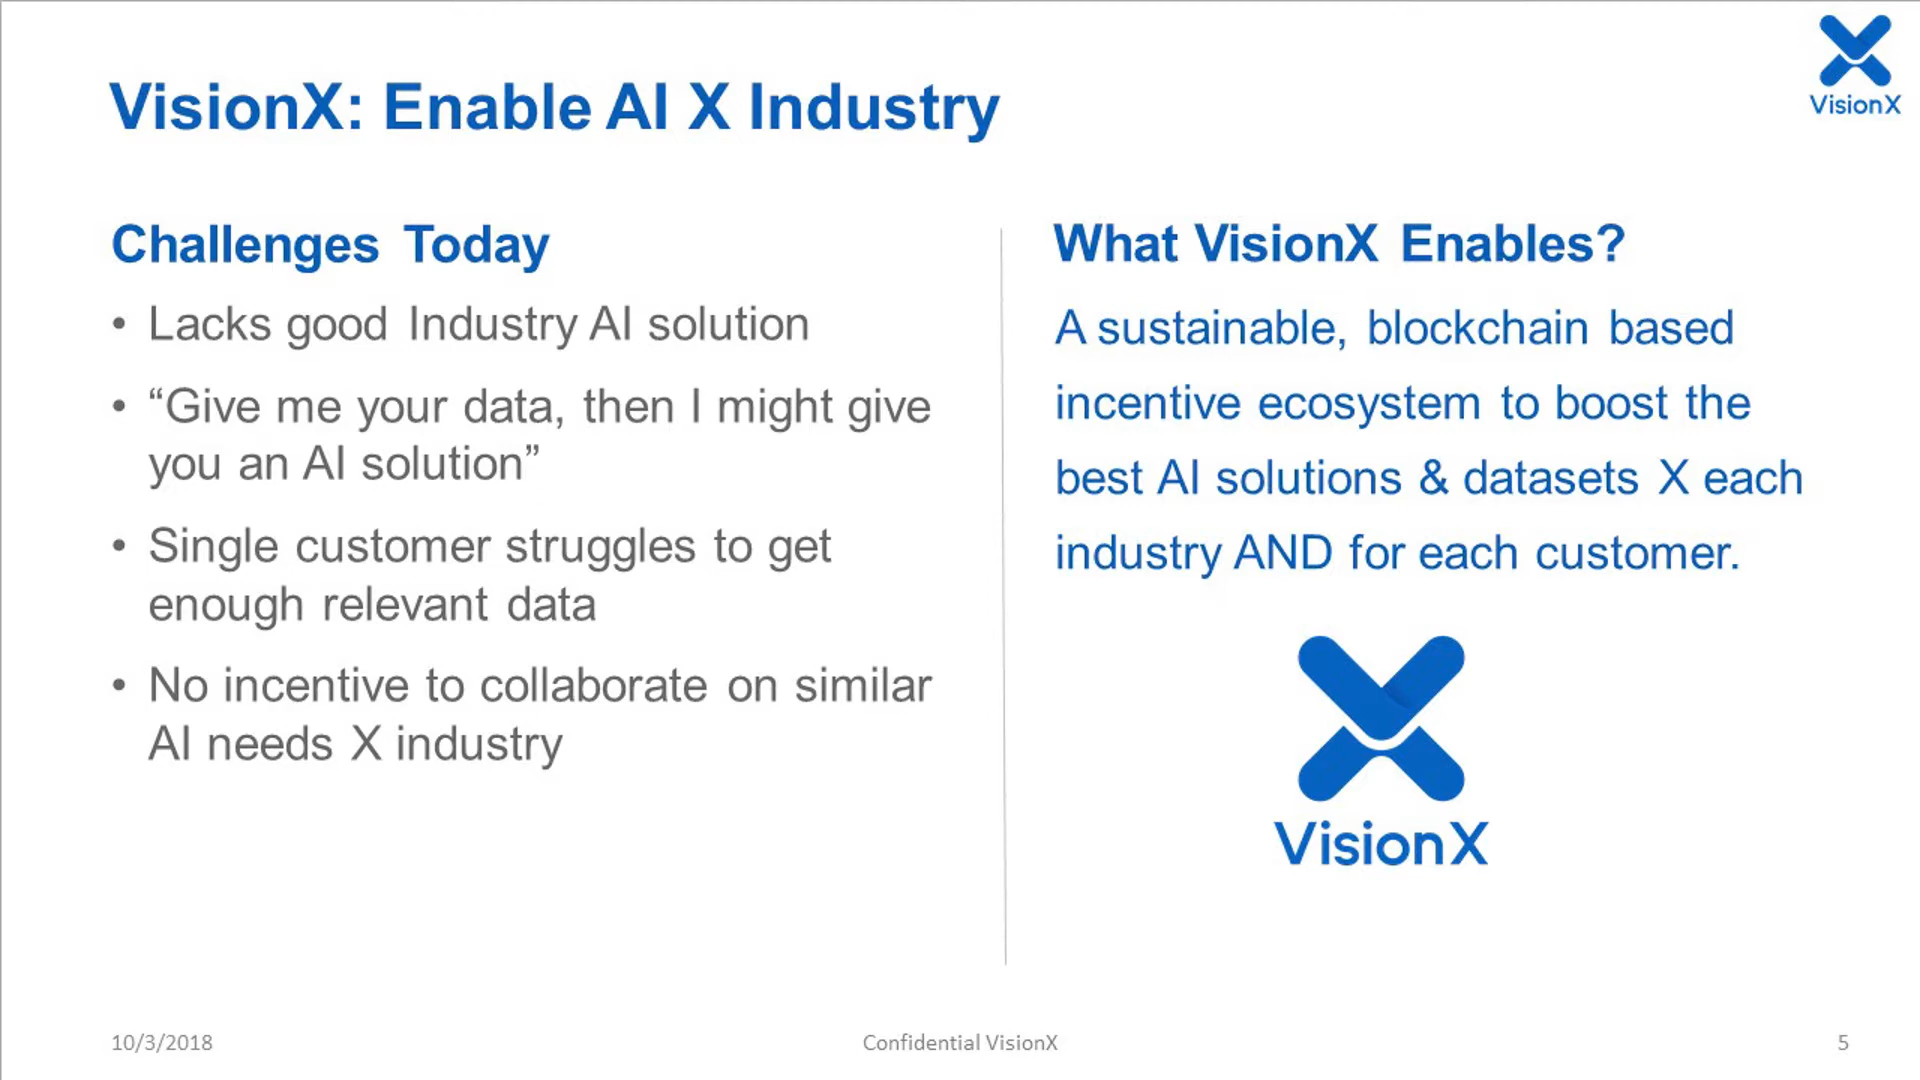 VisionX
VisionX: Enable AI X Industry
Challenges Today
• Lacks good Industry AI solution
• “Give me your data, then I might give
you an AI solution”
• Single customer struggles to get
enough relevant data
• No incentive to collaborate on similar
AI needs X industry
What VisionX Enables?
A sustainable, blockchain based
incentive ecosystem to boost the
best AI solutions & datasets X each
industry AND for each customer.
VisionX
10/3/2018
Confidential VisionX
5